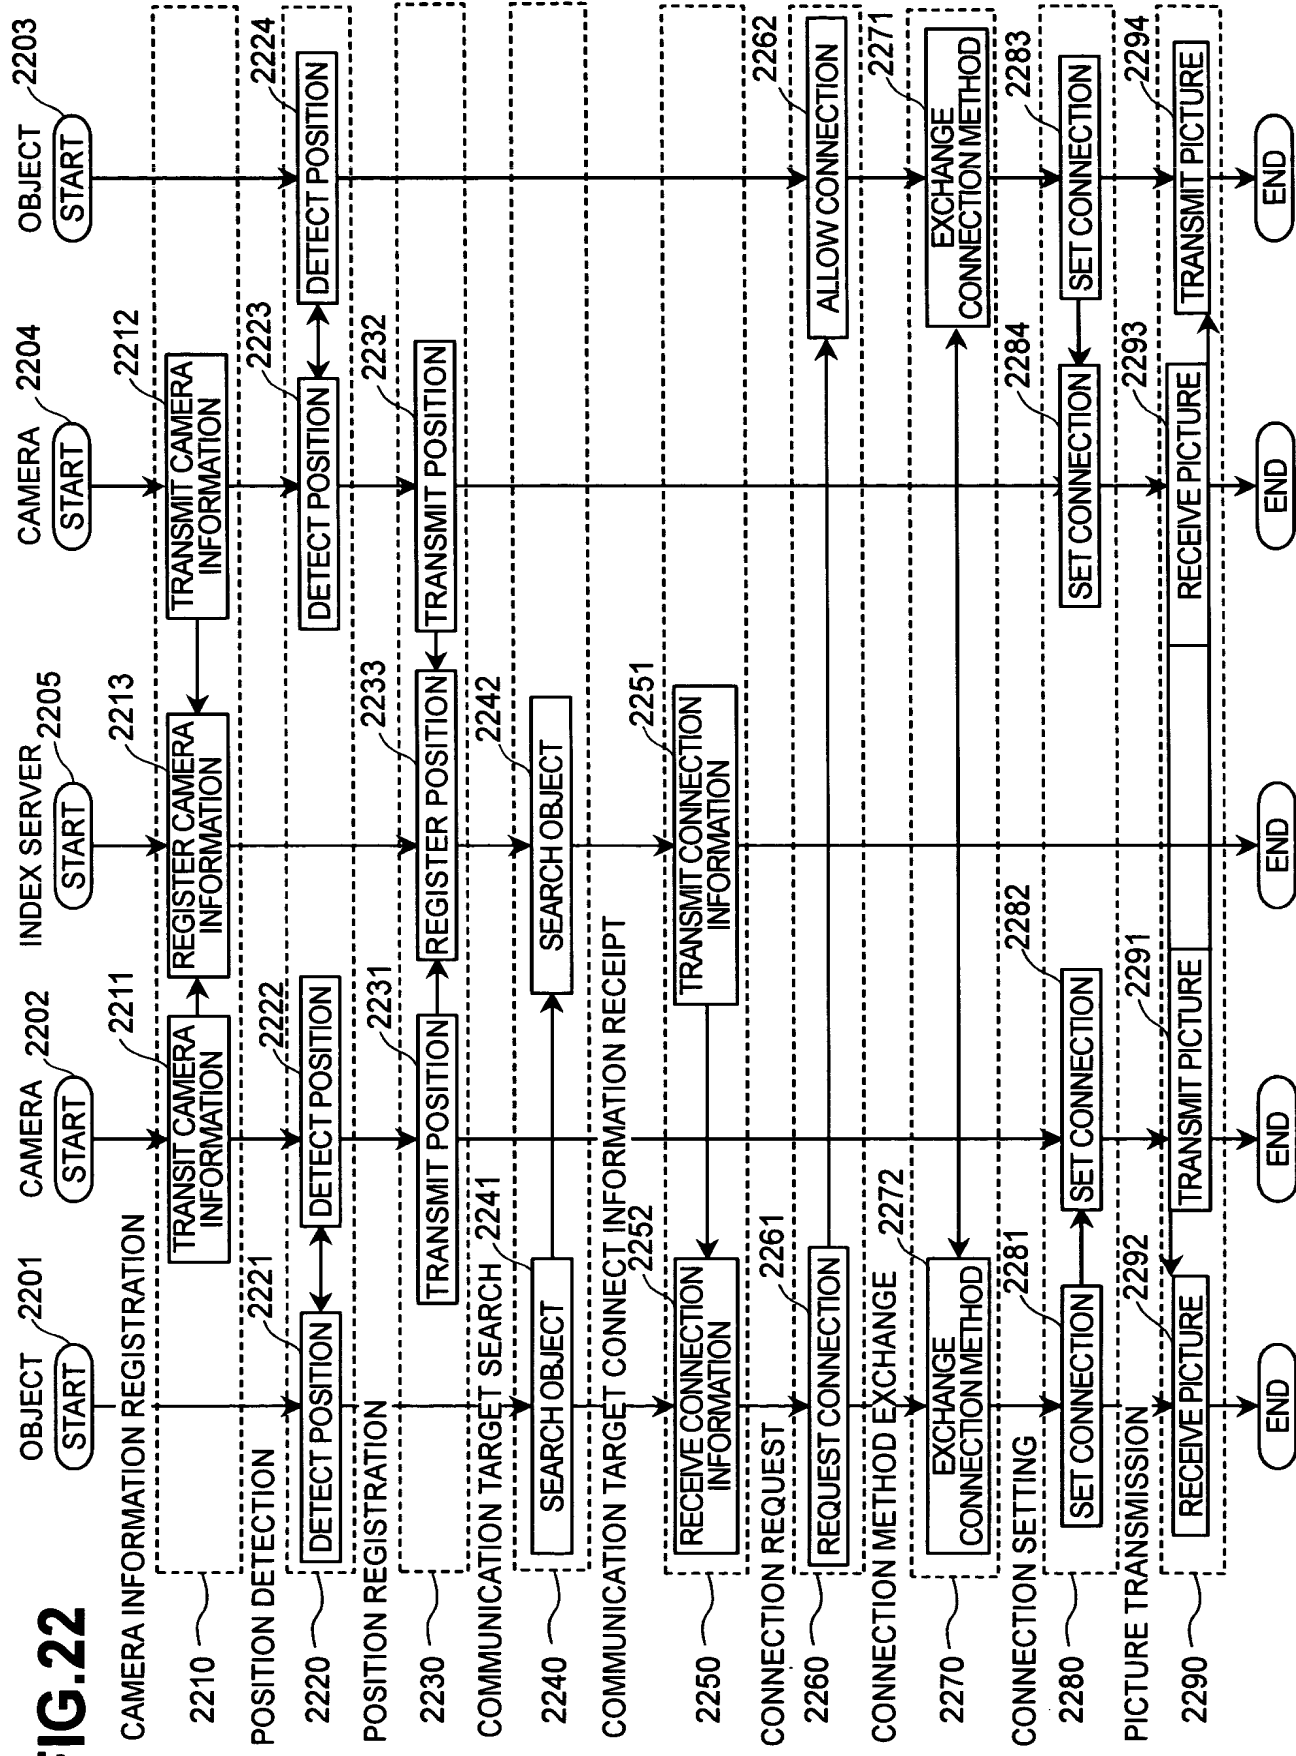 FIG.22
OBJECT 2201
START
CAMERA 2202
START
INDEX SERVER 2205
START
CAMERA 2204
START
OBJECT 2203
START
CAMERA INFORMATION REGISTRATION
2210
2211
TRANSIT CAMERA
INFORMATION
2213
REGISTER CAMERA
INFORMATION
2212
TRANSMIT CAMERA
INFORMATION
POSITION DETECTION
2220
2221
DETECT POSITION
2222
DETECT POSITION
2223
DETECT POSITION
2224
DETECT POSITION
POSITION REGISTRATION
2230
2231
TRANSMIT POSITION
2233
REGISTER POSITION
2232
TRANSMIT POSITION
COMMUNICATION TARGET SEARCH
2240
2241
SEARCH OBJECT
2242
SEARCH OBJECT
COMMUNICATION TARGET CONNECT INFORMATION RECEIPT
2250
2252
RECEIVE CONNECTION
INFORMATION
2251
TRANSMIT CONNECTION
INFORMATION
CONNECTION REQUEST
2260
2261
REQUEST CONNECTION
2262
ALLOW CONNECTION
CONNECTION METHOD EXCHANGE
2270
2272
EXCHANGE
CONNECTION METHOD
2271
EXCHANGE
CONNECTION METHOD
CONNECTION SETTING
2280
2281
SET CONNECTION
2282
SET CONNECTION
2284
SET CONNECTION
2283
SET CONNECTION
PICTURE TRANSMISSION
2290
2292
RECEIVE PICTURE
2291
TRANSMIT PICTURE
2293
RECEIVE PICTURE
2294
TRANSMIT PICTURE
END
END
END
END
END